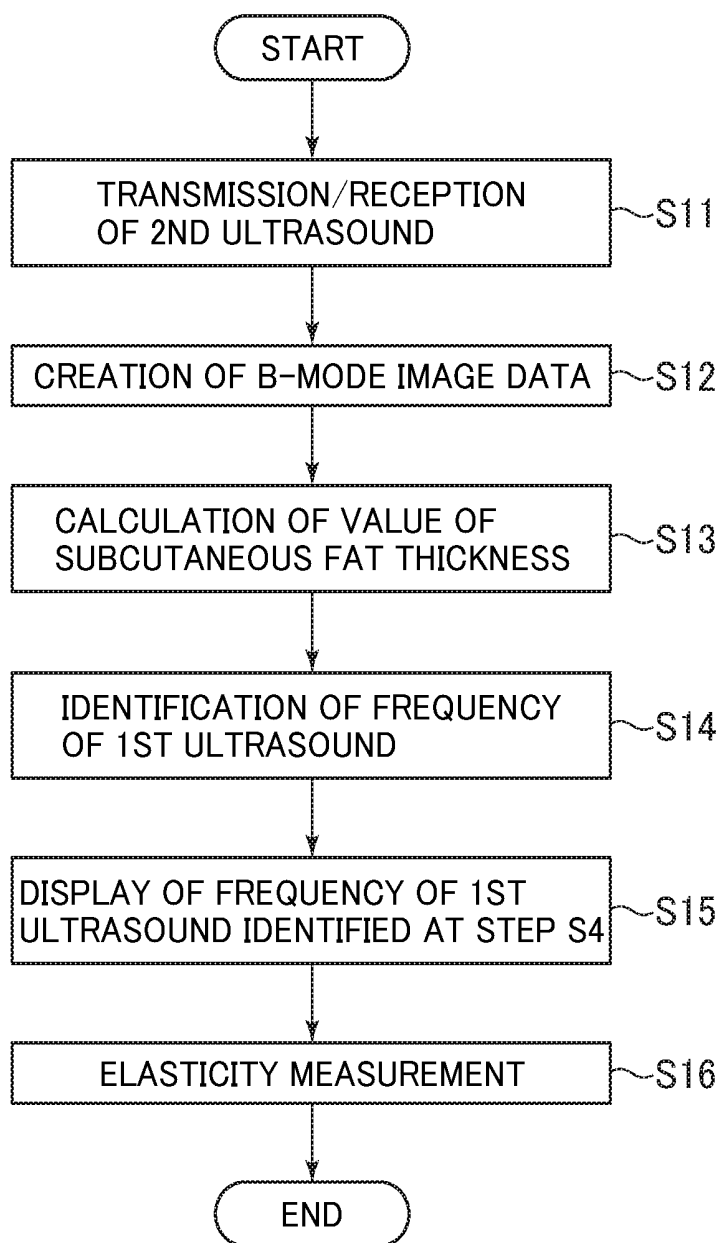 START
TRANSMISSION/RECEPTION
OF 2ND ULTRASOUND
S11
CREATION OF B-MODE IMAGE DATA
S12
CALCULATION OF VALUE OF
SUBCUTANEOUS FAT THICKNESS
S13
IDENTIFICATION OF FREQUENCY
OF 1ST ULTRASOUND
S14
DISPLAY OF FREQUENCY OF 1ST
ULTRASOUND IDENTIFIED AT STEP S4
S15
ELASTICITY MEASUREMENT
S16
END